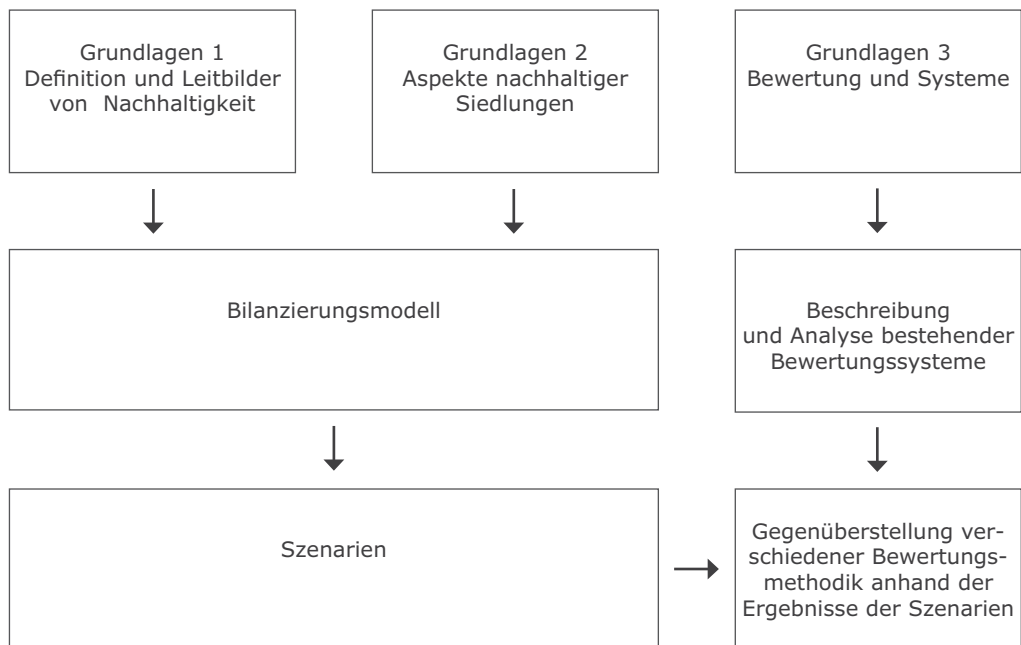 Grundlagen 1
Definition und Leitbilder
von Nachhaltigkeit
Grundlagen 2
Aspekte nachhaltiger
Siedlungen
Grundlagen 3
Bewertung und Systeme
Bilanzierungsmodell
Beschreibung
und Analyse bestehender
Bewertungssysteme
Szenarien
Gegenüberstellung ver-
schiedener Bewertungs-
methodik anhand der
Ergebnisse der Szenarien